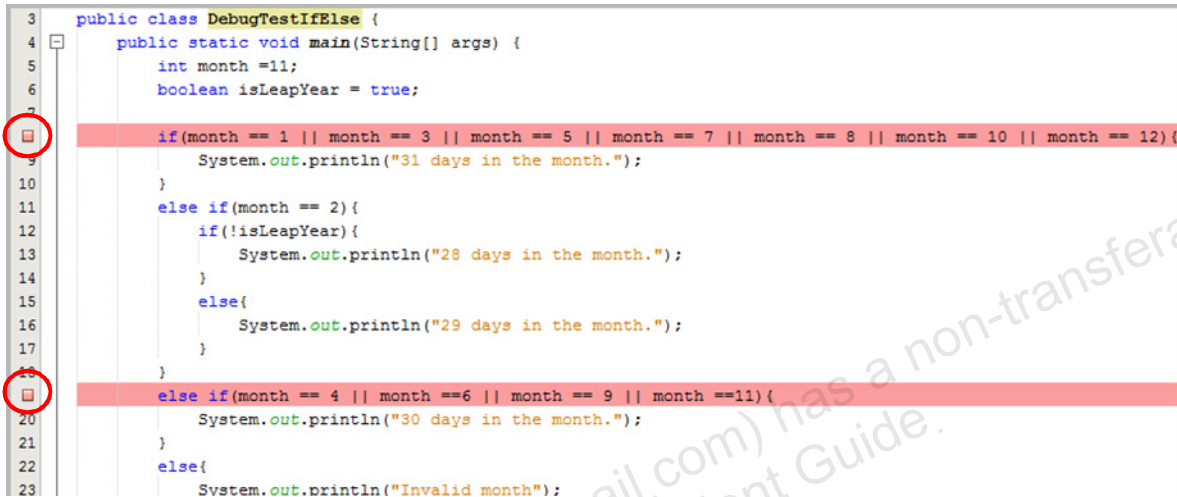 3 public class DebugTestIfElse {
4 public static void main(String[] args) {
5 int month =11;
6 boolean isLeapYear = true;
7
if(month == 1 || month == 3 || month == 5 || month == 7 || month == 8 || month == 10 || month == 12){
9 System.out.println("31 days in the month.");
10 }
11 else if(month == 2){
12 if(!isLeapYear){
13 System.out.println("28 days in the month.");
14 }
15 else{
16 System.out.println("29 days in the month.");
17 }
18 }
else if(month == 4 || month ==6 || month == 9 || month ==11){
20 System.out.println("30 days in the month.");
21 }
22 else{
23 System.out.println("Invalid month");
com) has a non-transfera
Guide.